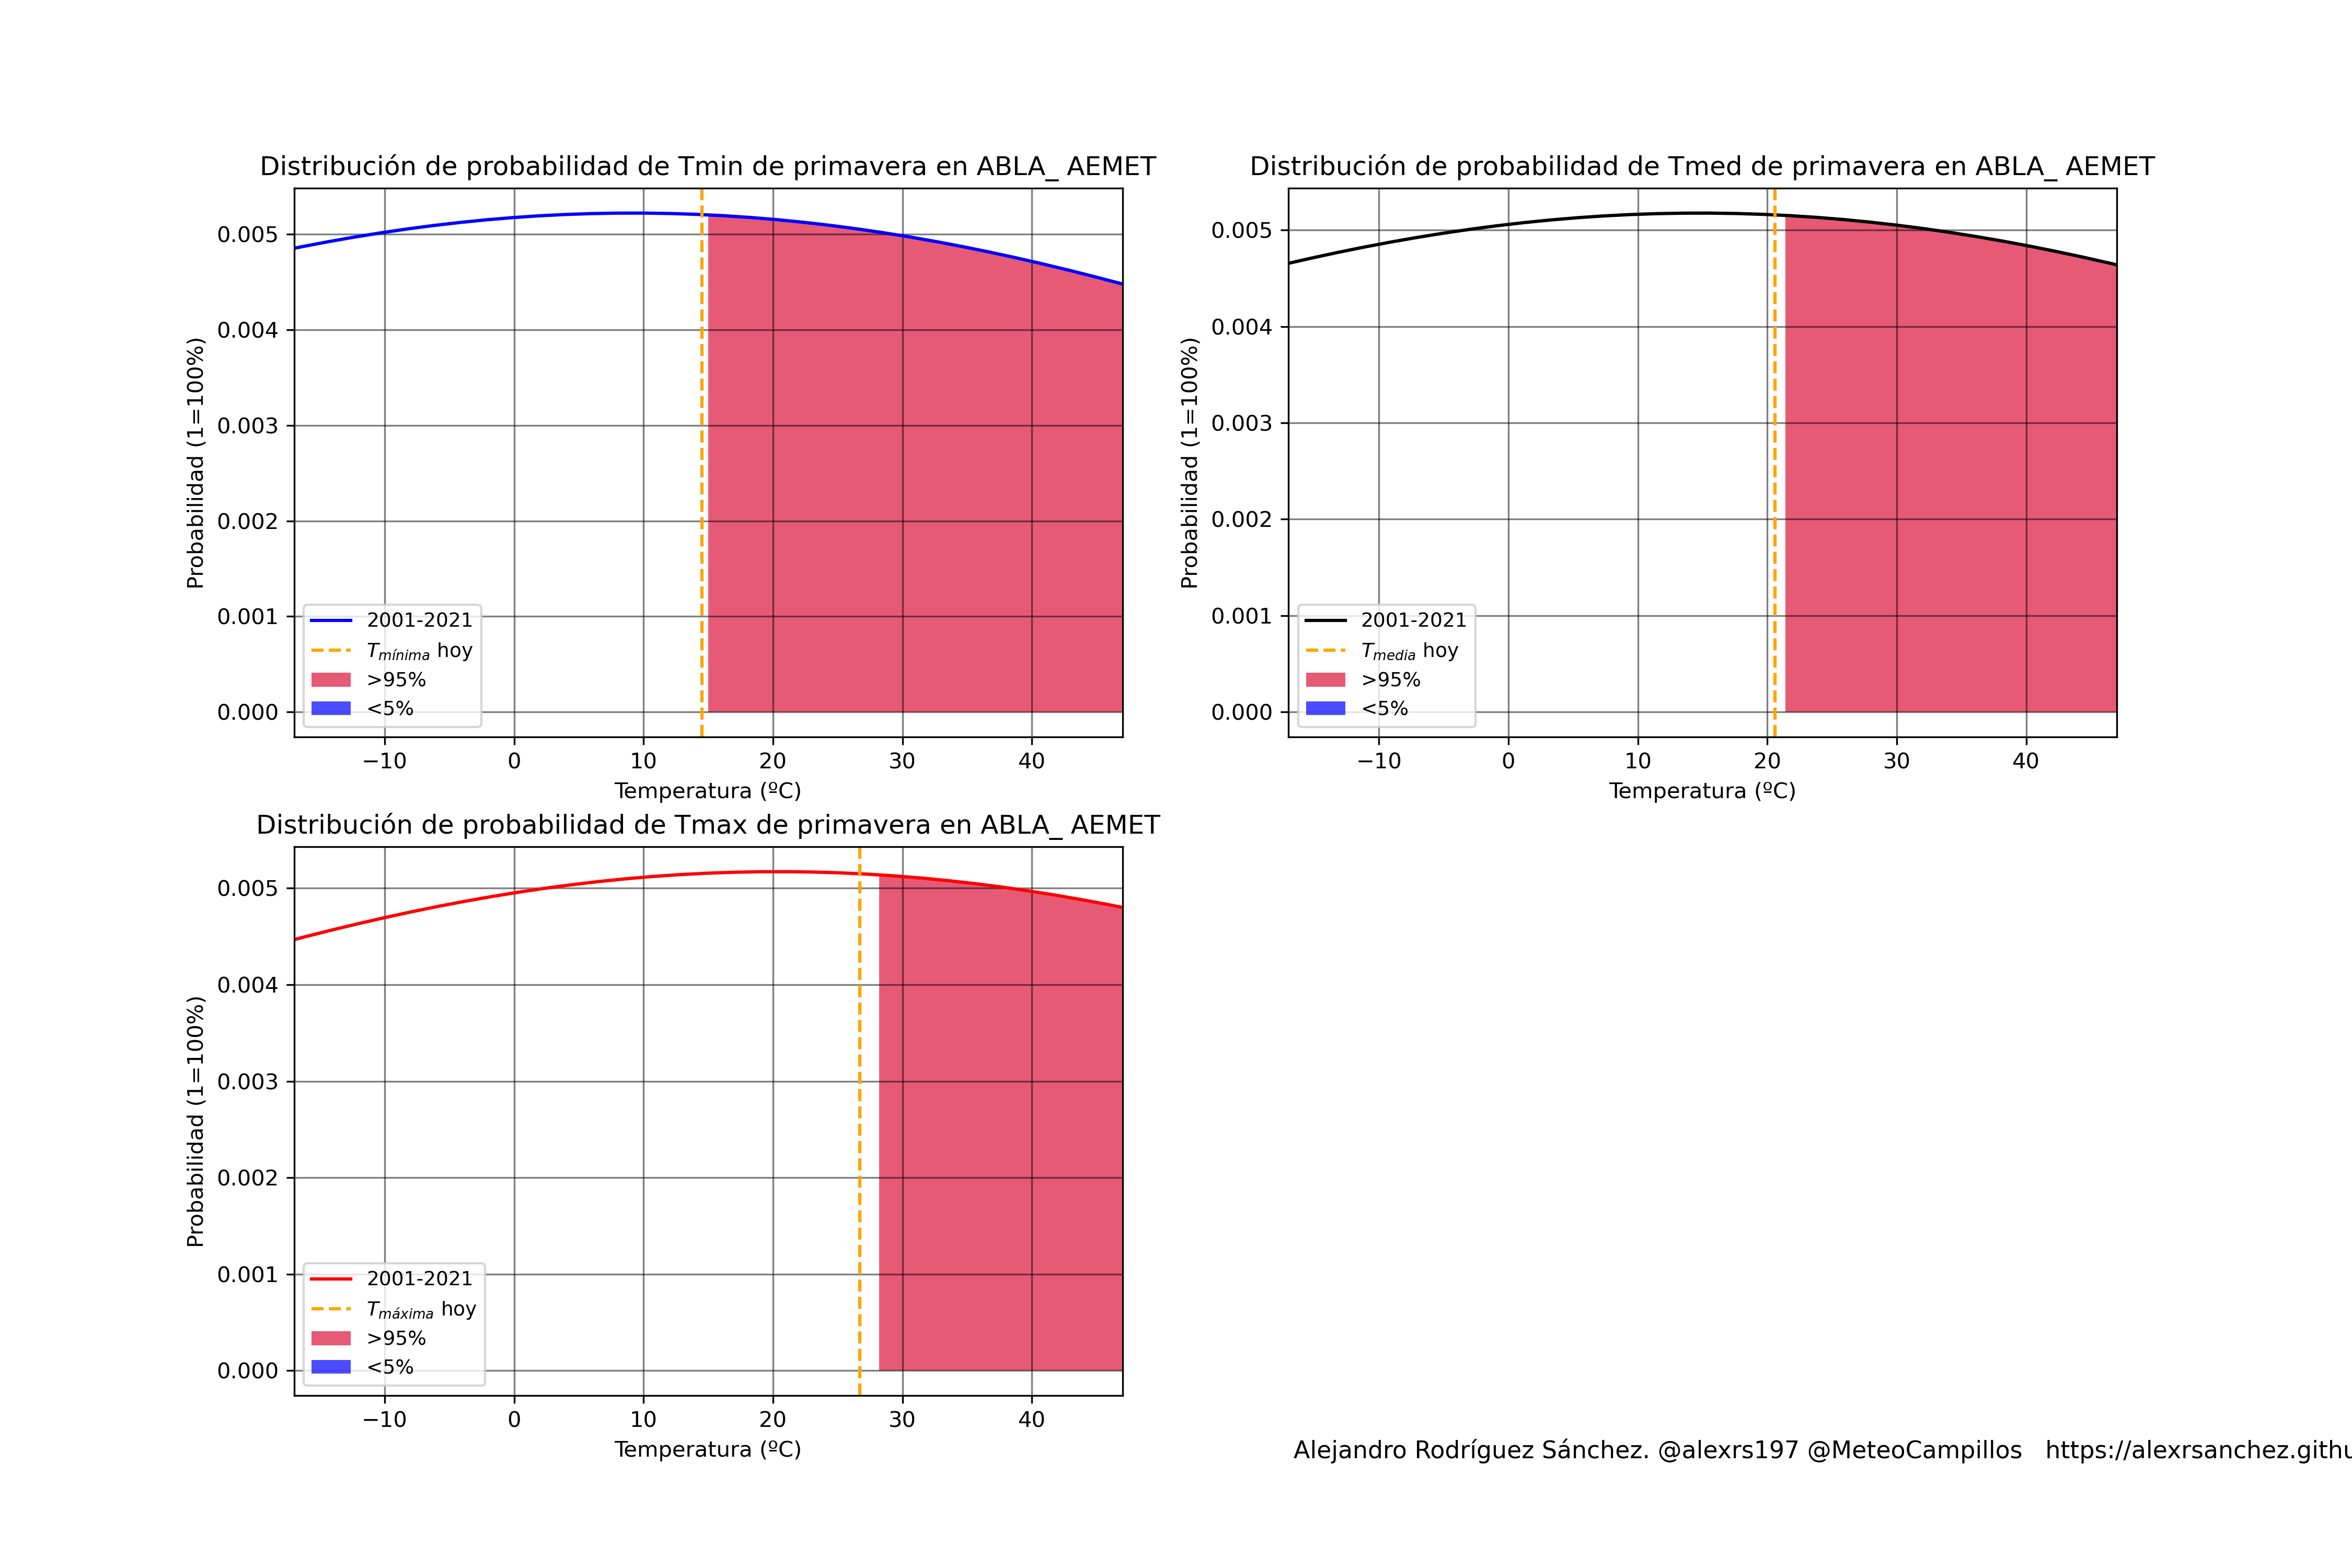 Distribución de probabilidad de Tmin de primavera en ABLA_ AEMET
Probabilidad (1=100%)
0.005
0.004
0.003
0.002
0.001
0.000
2001-2021
Tmínima hoy
>95%
<5%
−10 0 10 20 30 40
Temperatura (ºC)
Distribución de probabilidad de Tmed de primavera en ABLA_ AEMET
Probabilidad (1=100%)
0.005
0.004
0.003
0.002
0.001
0.000
2001-2021
Tmedia hoy
>95%
<5%
−10 0 10 20 30 40
Temperatura (ºC)
Distribución de probabilidad de Tmax de primavera en ABLA_ AEMET
Probabilidad (1=100%)
0.005
0.004
0.003
0.002
0.001
0.000
2001-2021
Tmáxima hoy
>95%
<5%
−10 0 10 20 30 40
Temperatura (ºC)
Alejandro Rodríguez Sánchez. @alexrs197 @MeteoCampillos https://alexrsanchez.githu